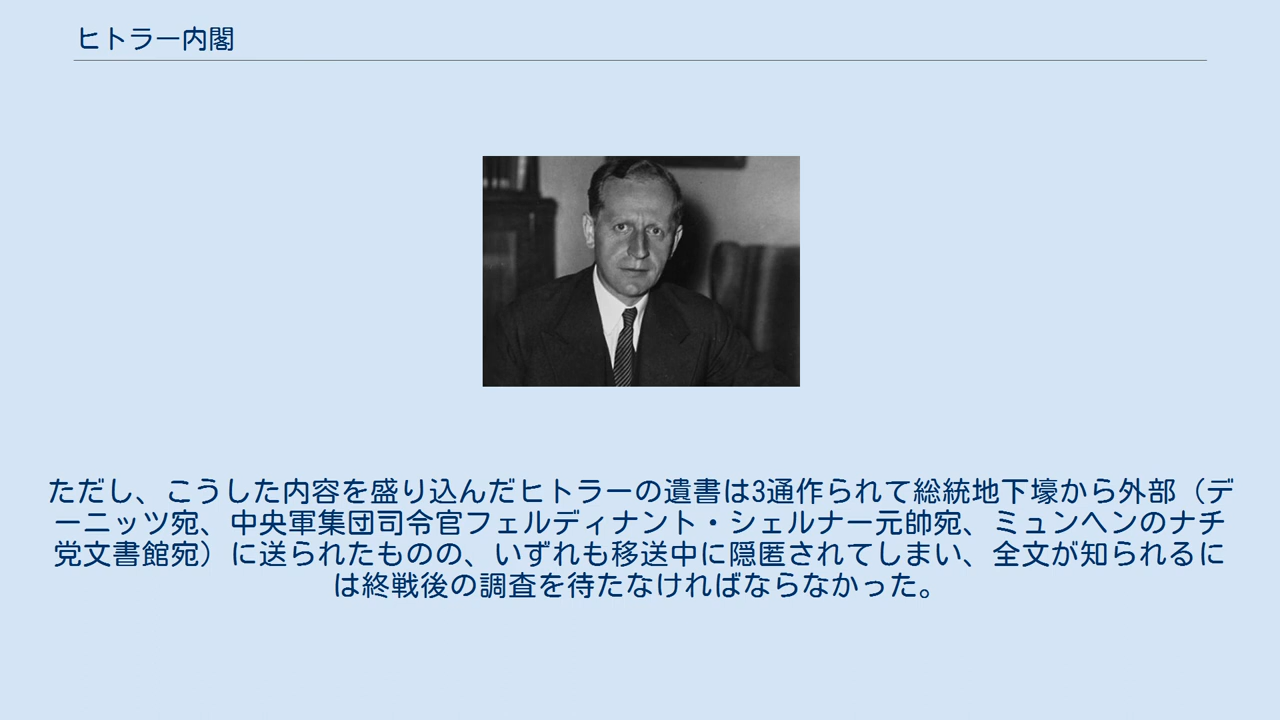 ヒトラー内閣
ただし、こうした内容を盛り込んだヒトラーの遺書は3通作られて総統地下壕から外部（デ
ーニッツ宛、中央軍集団司令官フェルディナント・シェルナー元帥宛、ミュンヘンのナチ
党文書館宛）に送られたものの、いずれも移送中に隠匿されてしまい、全文が知られるに
は終戦後の調査を待たなければならなかった。